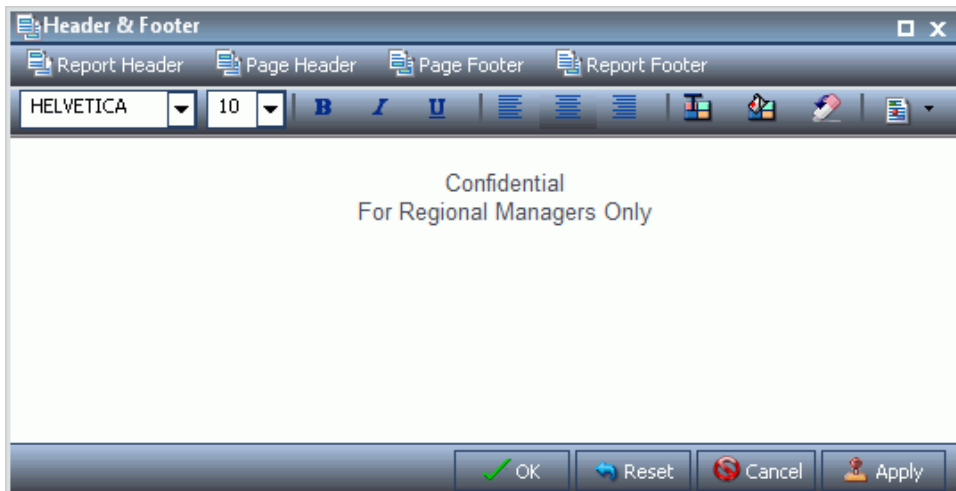 Header & Footer
Report Header Page Header Page Footer Report Footer
HELVETICA 10 B I U
Confidential
For Regional Managers Only
OK Reset Cancel Apply